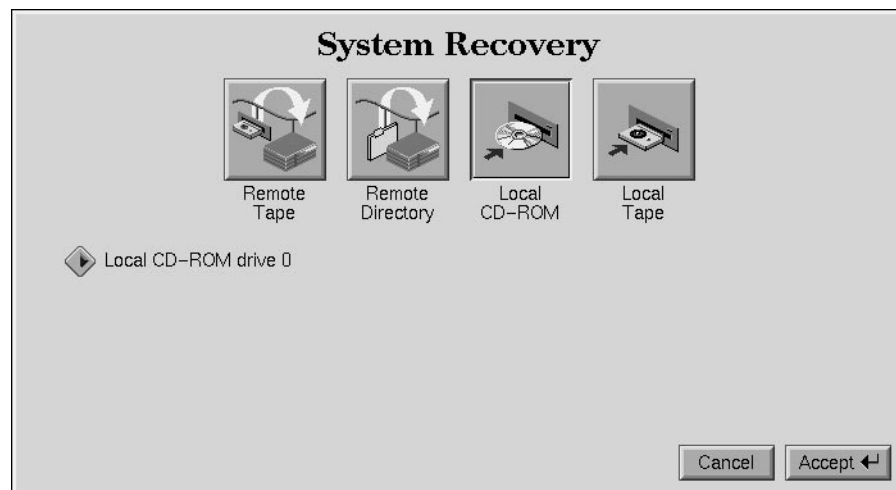 System Recovery
Remote Tape
Remote Directory
Local CD-ROM
Local Tape
Local CD-ROM drive 0
Cancel
Accept